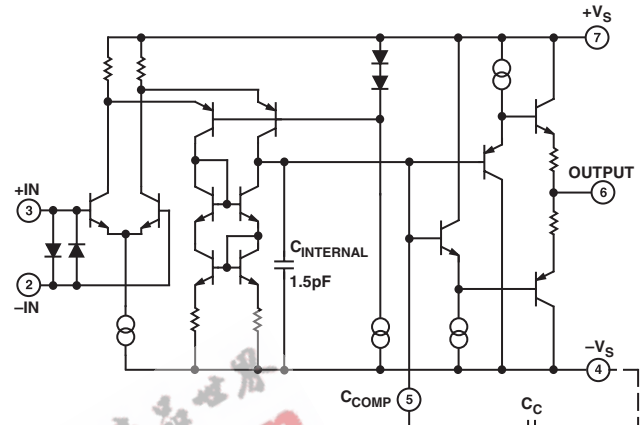 +VS
7
+IN
3
OUTPUT
6
CINTERNAL
1.5pF
2
–IN
–VS
4
CCOMP
5
CC